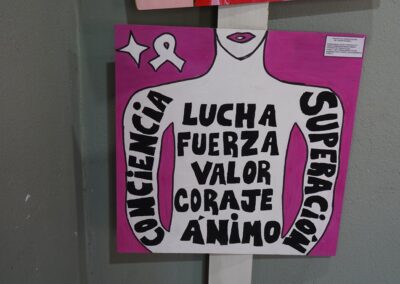 CONCIENCIA
LUCHA
FUERZA
VALOR
CORAJE
ÁNIMO
SUPERACIÓN